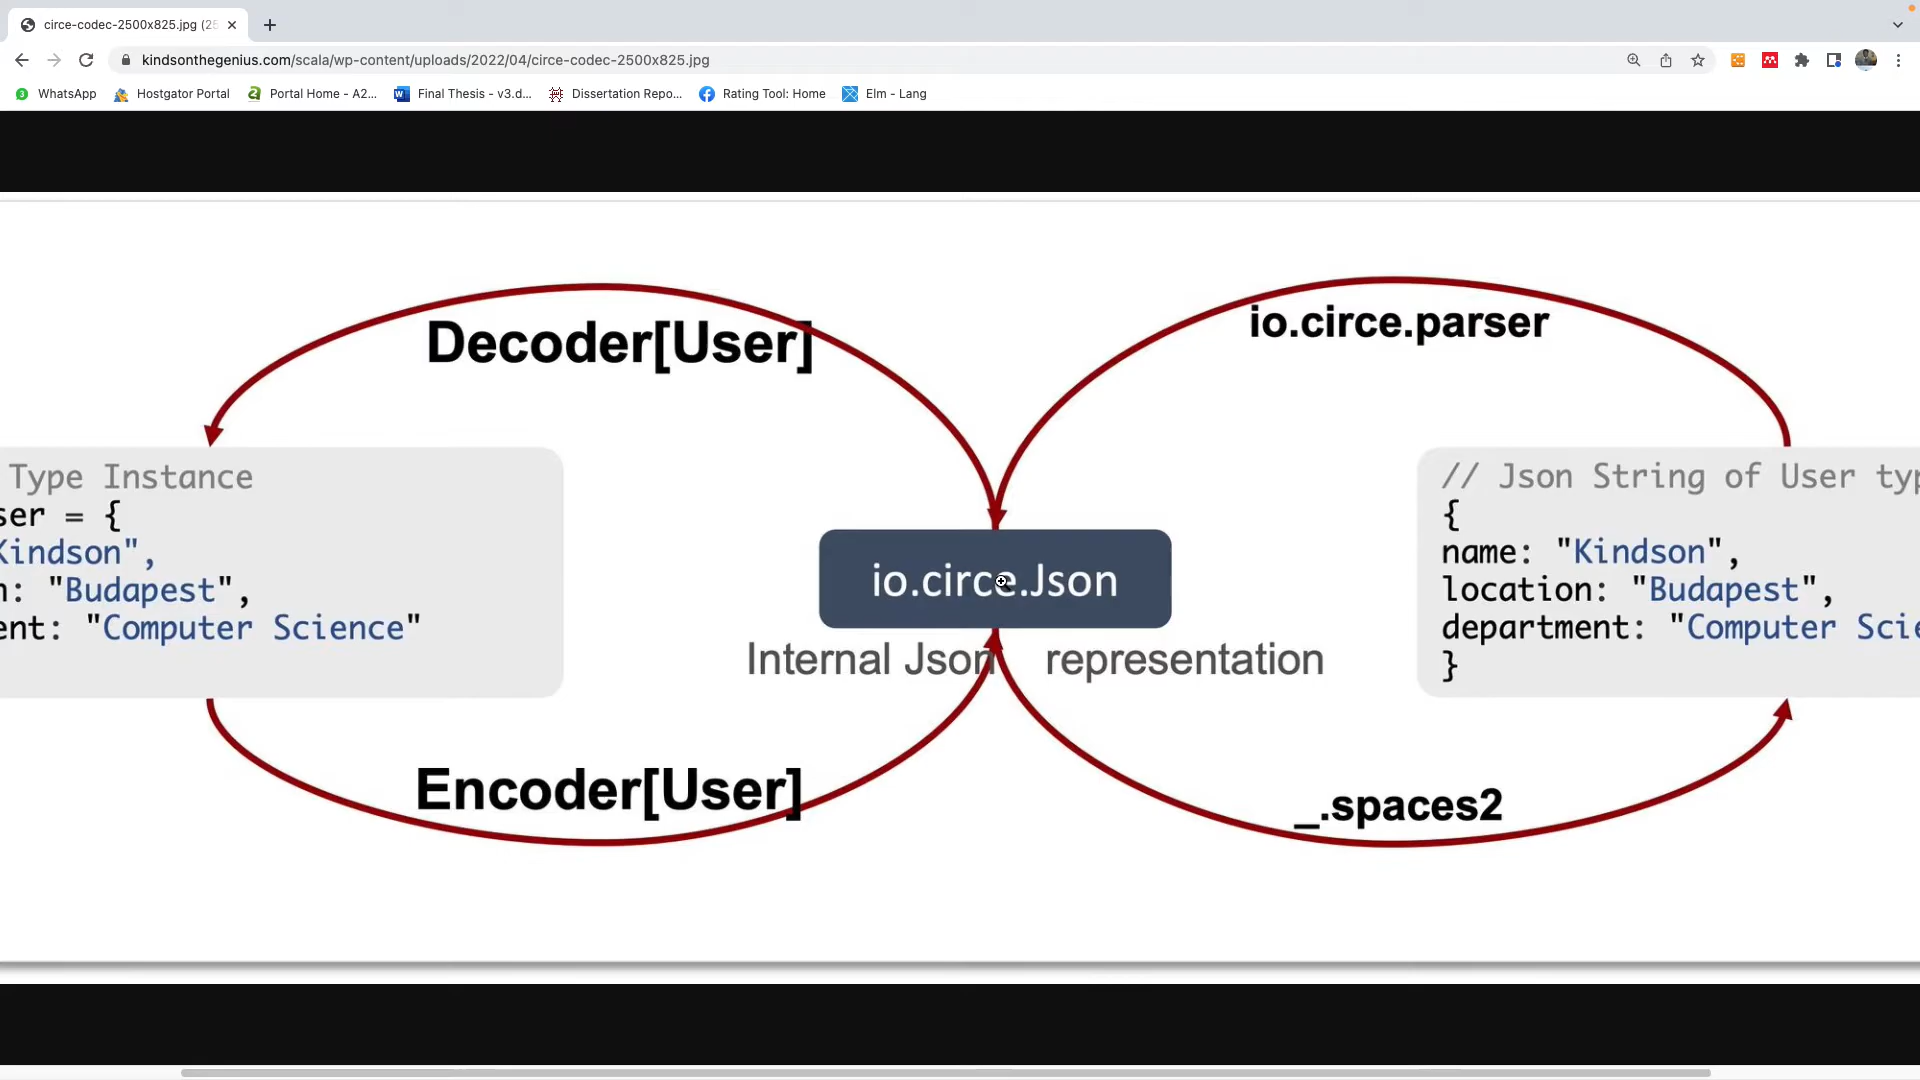 circe-codec-2500x825.jpg (25
kindsonthegenius.com/scala/wp-content/uploads/2022/04/circe-codec-2500x825.jpg
WhatsApp
Hostgator Portal
Portal Home - A2...
Final Thesis - v3.d...
Dissertation Repo...
Rating Tool: Home
Elm - Lang
Decoder[User]
io.circe.parser
Type Instance
ser = {
Kindson",
n: "Budapest",
ent: "Computer Science"
io.circe.Json
Internal Json representation
// Json String of User typ
{
name: "Kindson",
location: "Budapest",
department: "Computer Scie
}
Encoder[User]
_.spaces2